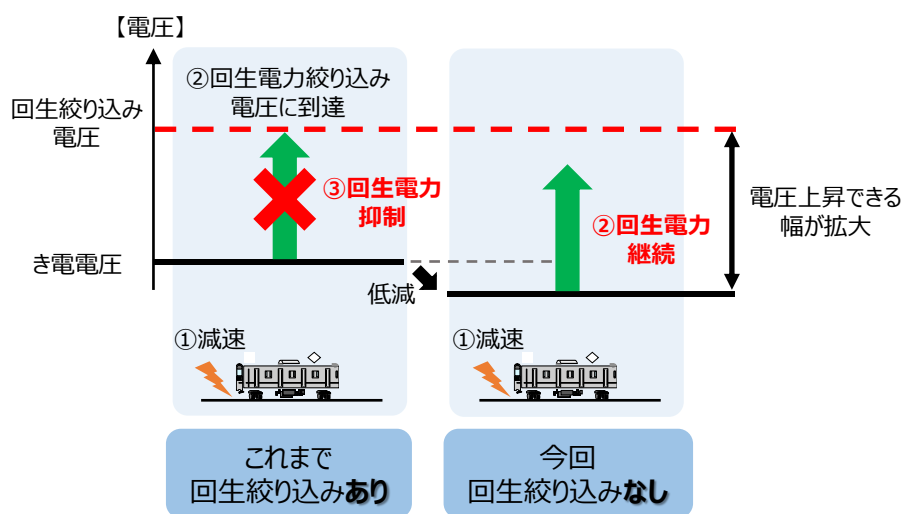 【電圧】
回生絞り込み
電圧
②回生電力絞り込み
電圧に到達
③回生電力
抑制
き電電圧
①減速
これまで
回生絞り込みあり
②回生電力
継続
低減
①減速
今回
回生絞り込みなし
電圧上昇できる
幅が拡大